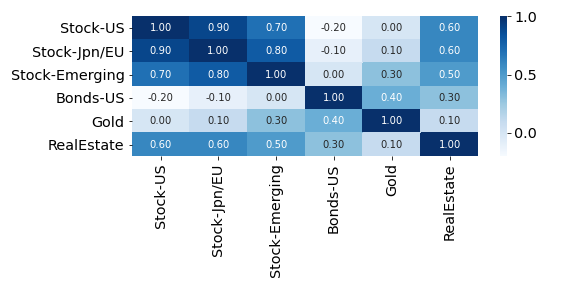 Stock-US 1.00 0.90 0.70 -0.20 0.00 0.60
Stock-Jpn/EU 0.90 1.00 0.80 -0.10 0.10 0.60
Stock-Emerging 0.70 0.80 1.00 0.00 0.30 0.50
Bonds-US -0.20 -0.10 0.00 1.00 0.40 0.30
Gold 0.00 0.10 0.30 0.40 1.00 0.10
RealEstate 0.60 0.60 0.50 0.30 0.10 1.00
Stock-US
Stock-Jpn/EU
Stock-Emerging
Bonds-US
Gold
RealEstate
1.0
0.5
0.0